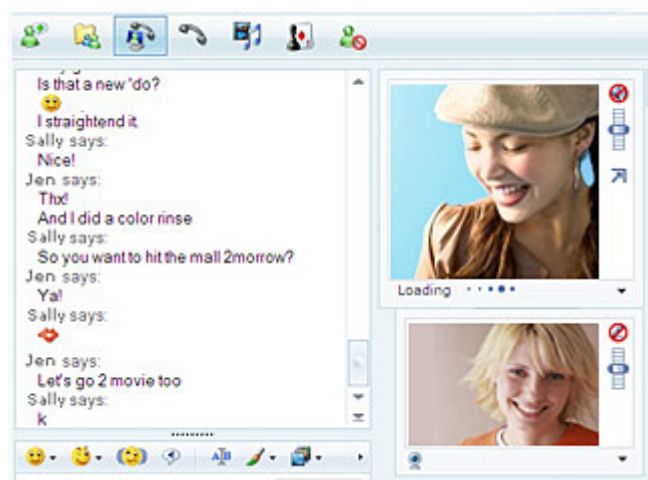 Is that a new 'do?
I straightend it.
Sally says:
Nice!
Jen says:
Thx!
And I did a color rinse
Sally says:
So you want to hit the mall 2morrow?
Jen says:
Ya!
Sally says:
Jen says:
Let's go 2 movie too
Sally says:
k
Loading